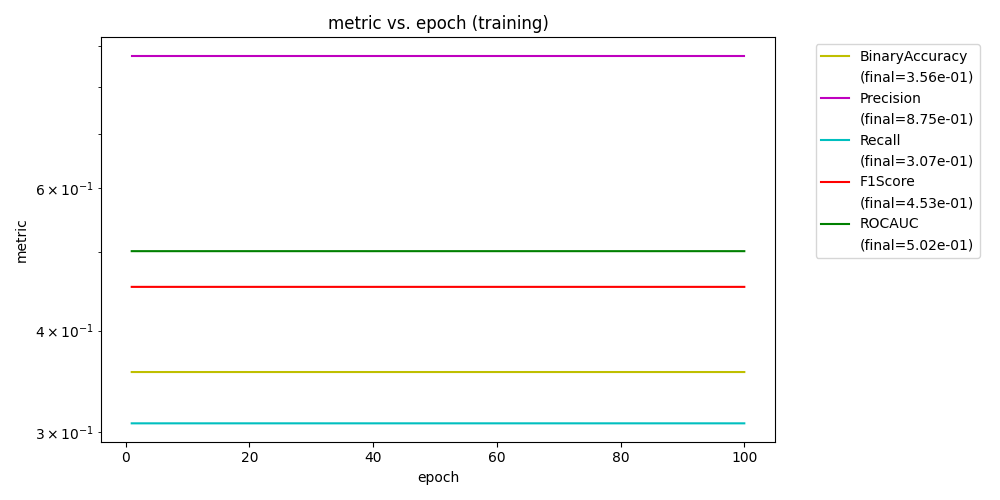 metric vs. epoch (training)
metric
6 × 10⁻¹
4 × 10⁻¹
3 × 10⁻¹
0 20 40 60 80 100
epoch
BinaryAccuracy
(final=3.56e-01)
Precision
(final=8.75e-01)
Recall
(final=3.07e-01)
F1Score
(final=4.53e-01)
ROCAUC
(final=5.02e-01)